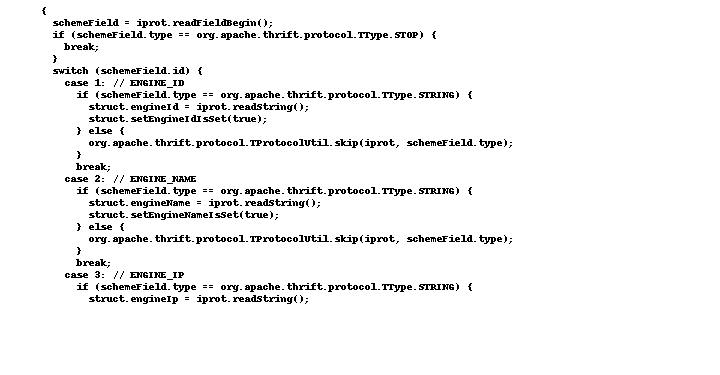 {
schemeField = iprot.readFieldBegin();
if (schemeField.type == org.apache.thrift.protocol.TType.STOP) {
break;
}
switch (schemeField.id) {
case 1: // ENGINE_ID
if (schemeField.type == org.apache.thrift.protocol.TType.STRING) {
struct.engineId = iprot.readString();
struct.setEngineIdIsSet(true);
} else {
org.apache.thrift.protocol.TProtocolUtil.skip(iprot, schemeField.type);
}
break;
case 2: // ENGINE_NAME
if (schemeField.type == org.apache.thrift.protocol.TType.STRING) {
struct.engineName = iprot.readString();
struct.setEngineNameIsSet(true);
} else {
org.apache.thrift.protocol.TProtocolUtil.skip(iprot, schemeField.type);
}
break;
case 3: // ENGINE_IP
if (schemeField.type == org.apache.thrift.protocol.TType.STRING) {
struct.engineIp = iprot.readString();